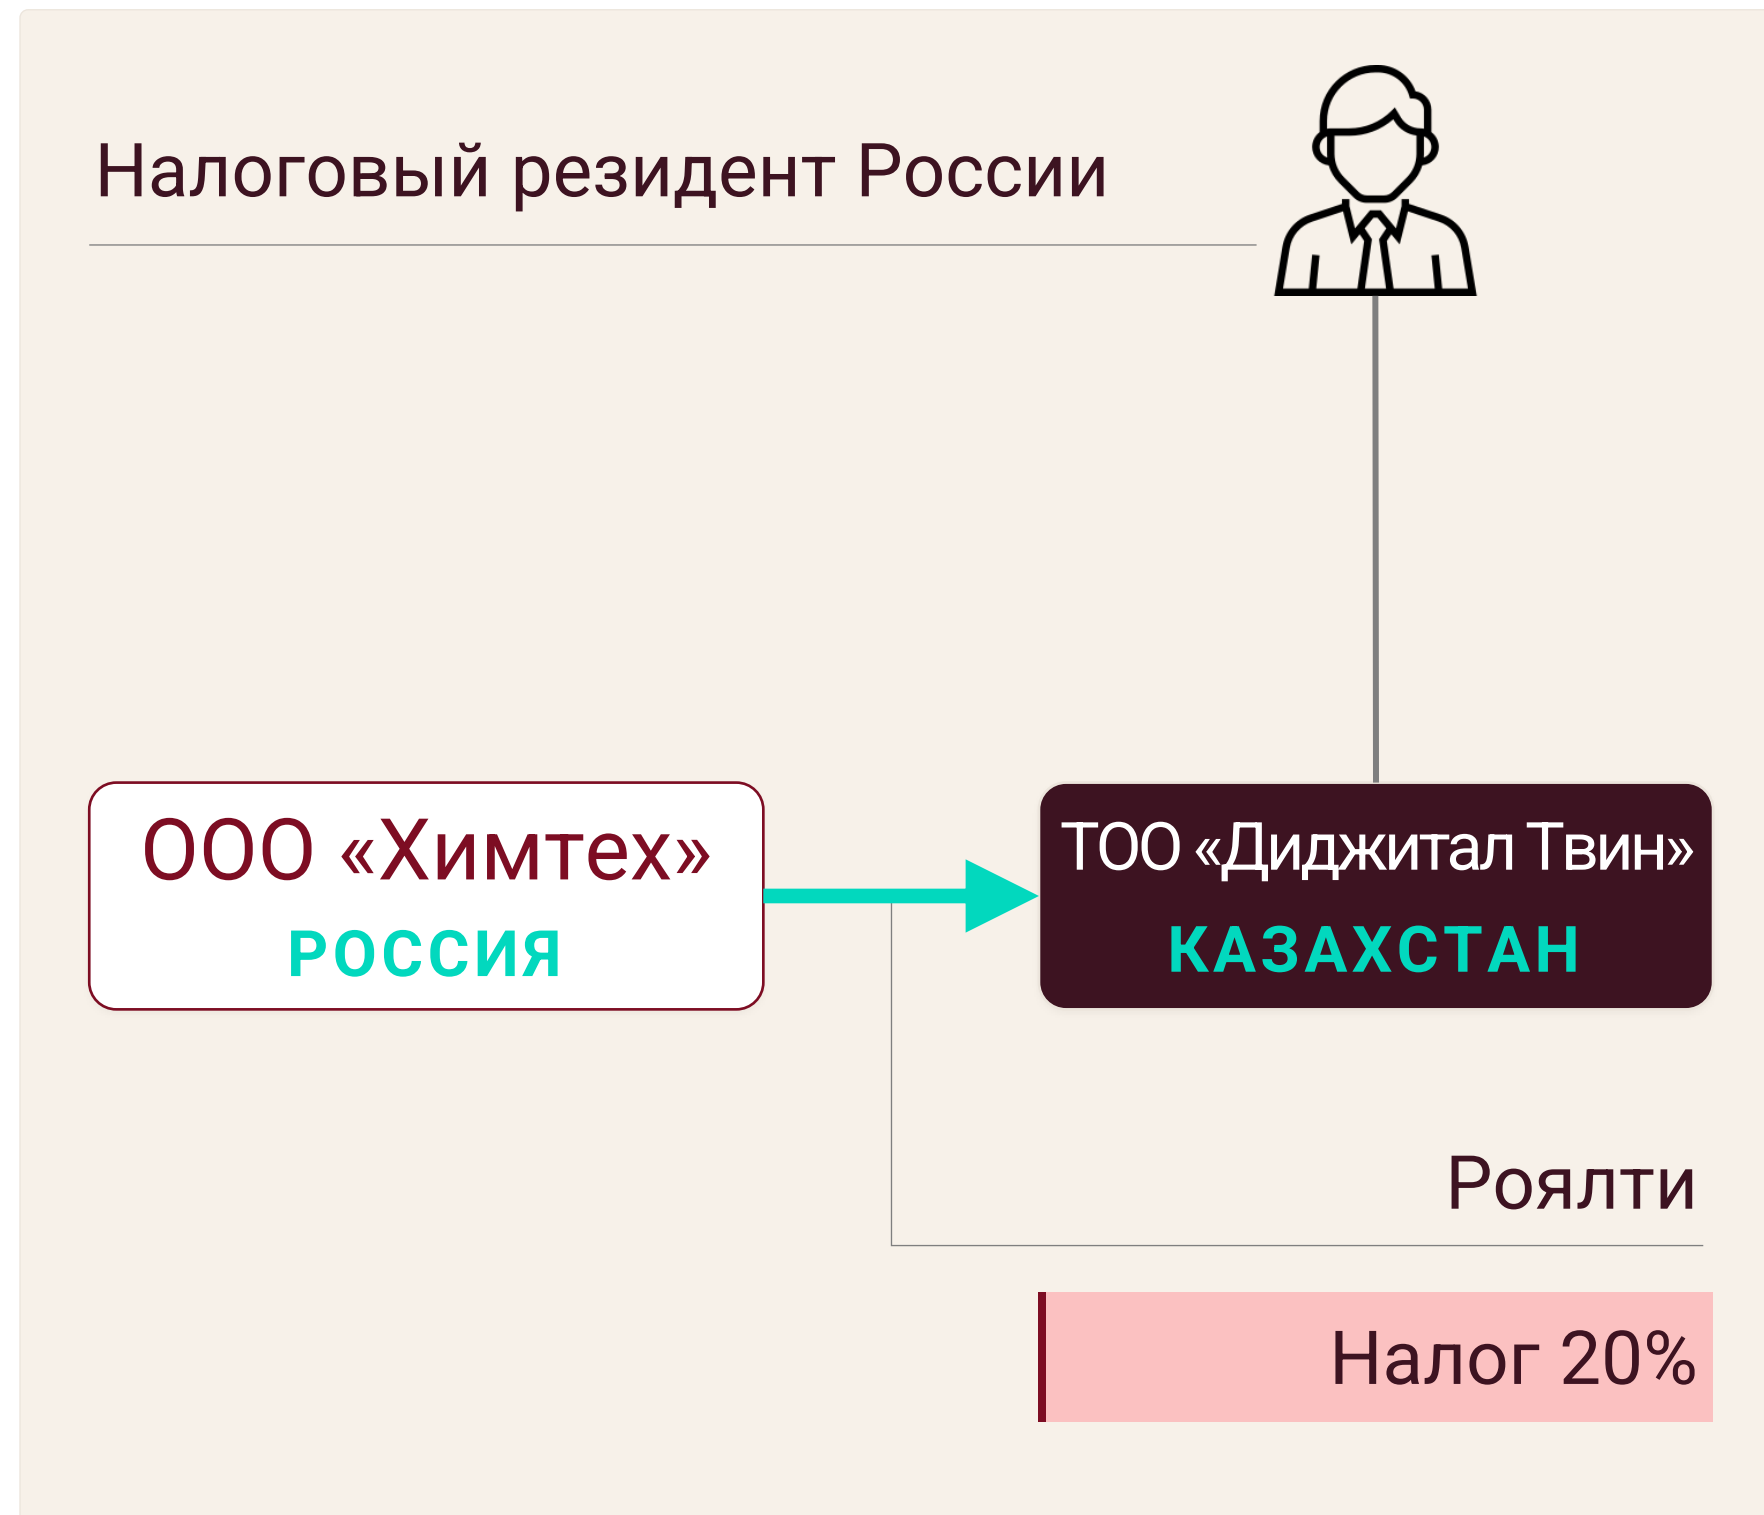 Налоговый резидент России
ООО «Химтех»
РОССИЯ
ТОО «Диджитал Твин»
КАЗАХСТАН
Роялти
Налог 20%